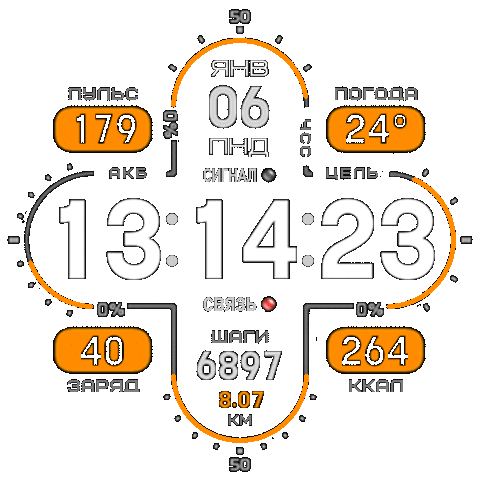 50
ЯНВ
ПУЛЬС
ПОГОДА
179
06
24°
0%
ЧСС
ПНД
АКБ
СИГНАЛ
ЦЕЛЬ
13:14:23
0%
СВЯЗЬ
0%
ШАГИ
40
6897
264
ЗАРЯД
ККАЛ
8.07
КМ
50